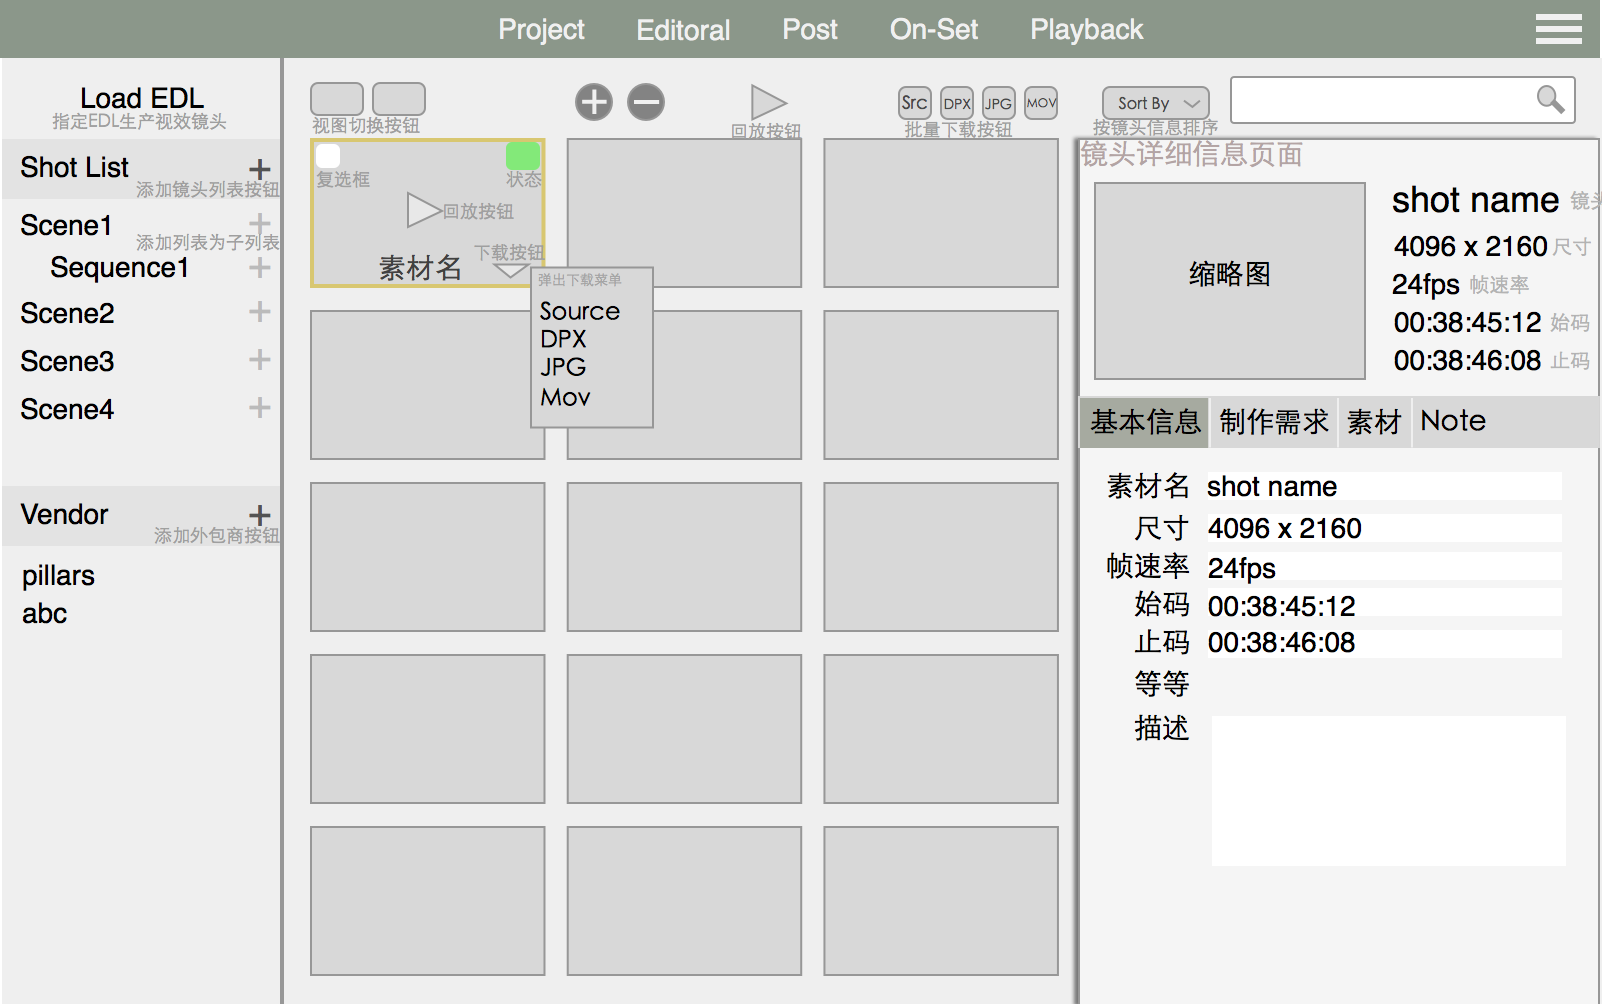 Project Editoral Post On-Set Playback
Load EDL
指定EDL生产视效镜头
Shot List
添加镜头列表按钮
Scene1
添加列表为子列表
Sequence1
Scene2
Scene3
Scene4
Vendor
添加外包商按钮
pillars
abc
视图切换按钮
回放按钮
Src DPX JPG MOV
批量下载按钮
Sort By
按镜头信息排序
复选框
状态
回放按钮
下载按钮
素材名
弹出下载菜单
Source
DPX
JPG
Mov
镜头详细信息页面
缩略图
shot name 镜头
4096 x 2160 尺寸
24fps 帧速率
00:38:45:12 始码
00:38:46:08 止码
基本信息 制作需求 素材 Note
素材名 shot name
尺寸 4096 x 2160
帧速率 24fps
始码 00:38:45:12
止码 00:38:46:08
等等
描述